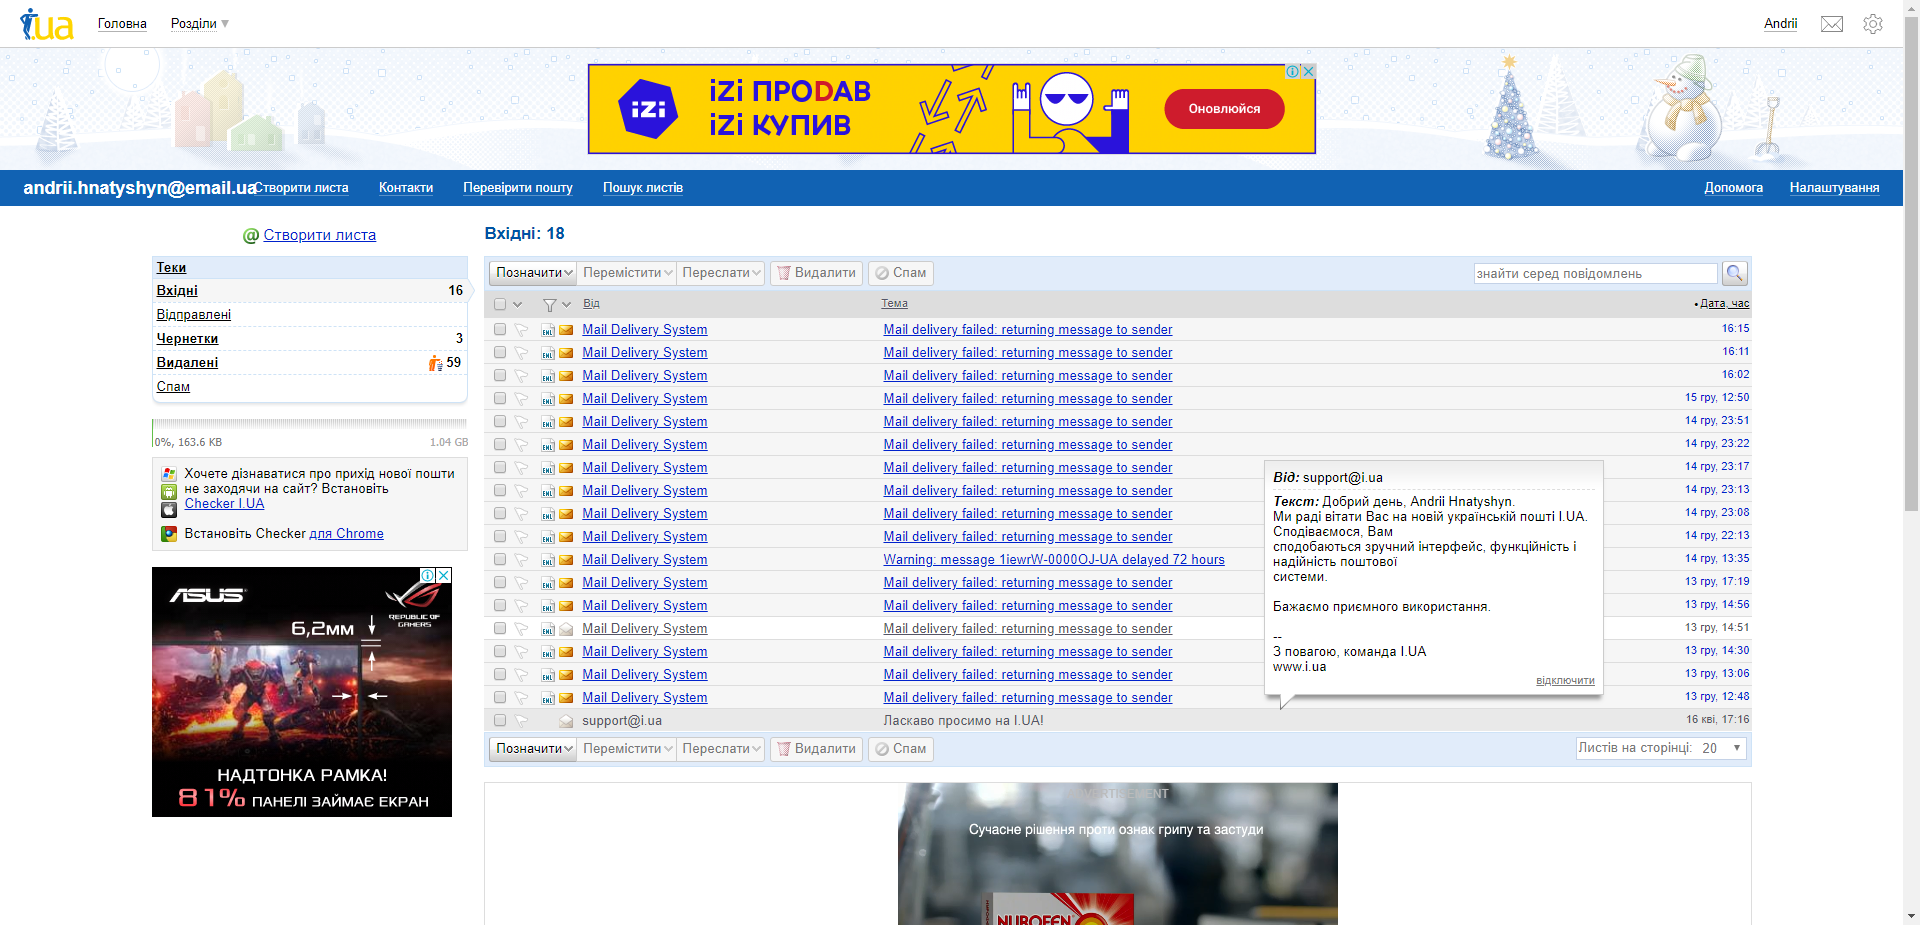 i.ua
Головна
Розділи
Andrii
iZi
iZi ПРОDАВ
iZi КУПИВ
Оновлюйся
andrii.hnatyshyn@email.ua
Створити листа
Контакти
Перевірити пошту
Пошук листів
Допомога
Налаштування
Створити листа
Теки
Вхідні 16
Відправлені
Чернетки 3
Видалені 59
Спам
0%, 163.6 KB 1.04 GB
Хочете дізнаватися про прихід нової пошти
не заходячи на сайт? Встановіть
Checker I.UA
Встановіть Checker для Chrome
ASUS
REPUBLIC OF
GAMERS
6,2мм
НАДТОНКА РАМКА!
81% ПАНЕЛІ ЗАЙМАЄ ЕКРАН
Вхідні: 18
Позначити Перемістити Переслати Видалити Спам
знайти серед повідомлень
Від Тема Дата, час
Mail Delivery System Mail delivery failed: returning message to sender 16:15
Mail Delivery System Mail delivery failed: returning message to sender 16:11
Mail Delivery System Mail delivery failed: returning message to sender 16:02
Mail Delivery System Mail delivery failed: returning message to sender 15 гру, 12:50
Mail Delivery System Mail delivery failed: returning message to sender 14 гру, 23:51
Mail Delivery System Mail delivery failed: returning message to sender 14 гру, 23:22
Mail Delivery System Mail delivery failed: returning message to sender 14 гру, 23:17
Mail Delivery System Mail delivery failed: returning message to sender 14 гру, 23:13
Mail Delivery System Mail delivery failed: returning message to sender 14 гру, 23:08
Mail Delivery System Mail delivery failed: returning message to sender 14 гру, 22:13
Mail Delivery System Warning: message 1iewrW-0000OJ-UA delayed 72 hours 14 гру, 13:35
Mail Delivery System Mail delivery failed: returning message to sender 13 гру, 17:19
Mail Delivery System Mail delivery failed: returning message to sender 13 гру, 14:56
Mail Delivery System Mail delivery failed: returning message to sender 13 гру, 14:51
Mail Delivery System Mail delivery failed: returning message to sender 13 гру, 14:30
Mail Delivery System Mail delivery failed: returning message to sender 13 гру, 13:06
Mail Delivery System Mail delivery failed: returning message to sender 13 гру, 12:48
support@i.ua Ласкаво просимо на I.UA! 16 кві, 17:16
Від: support@i.ua
Текст: Добрий день, Andrii Hnatyshyn.
Ми раді вітати Вас на новій українській пошті I.UA.
Сподіваємося, Вам
сподобаються зручний інтерфейс, функційність і
надійність поштової
системи.
Бажаємо приємного використання.
--
З повагою, команда I.UA
www.i.ua
відключити
Позначити Перемістити Переслати Видалити Спам
Листів на сторінці: 20
ADVERTISEMENT
Сучасне рішення проти ознак грипу та застуди
NUROFEN